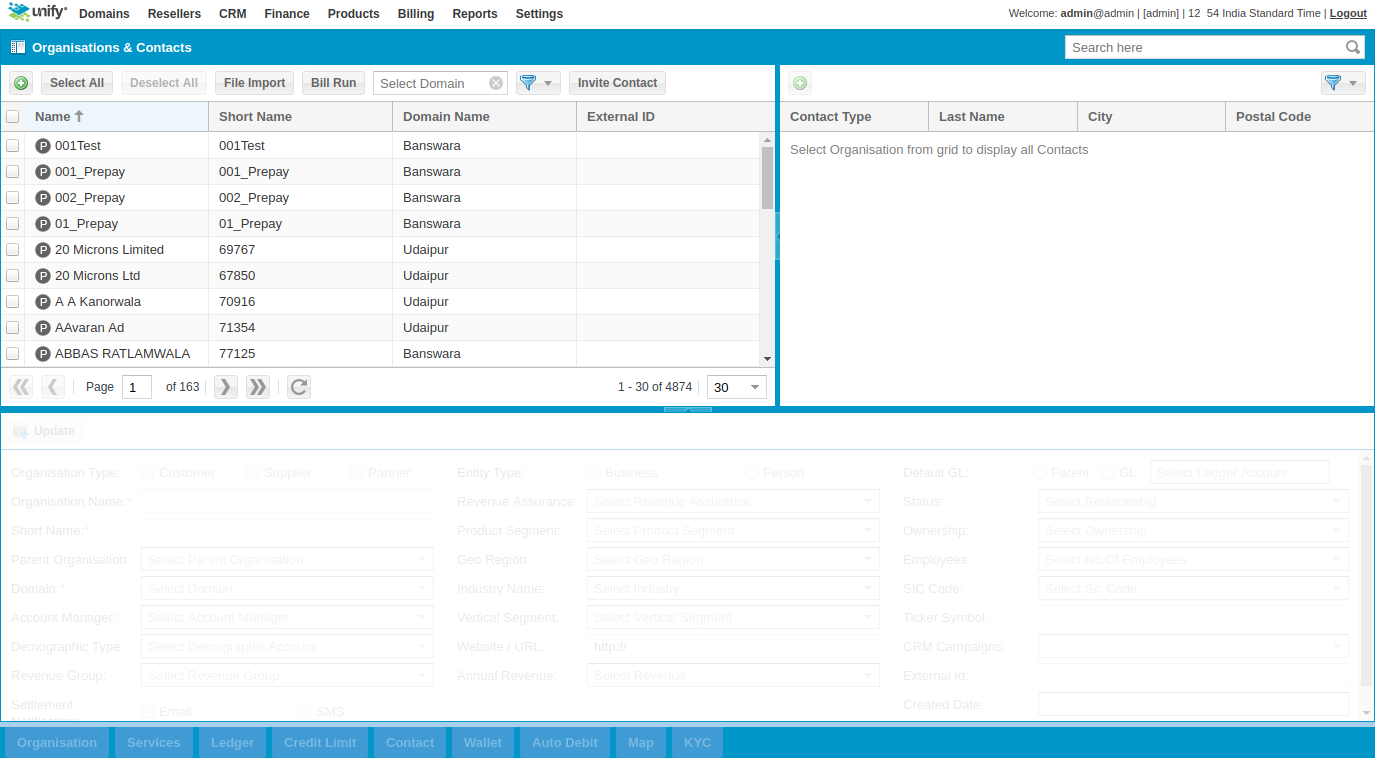 unify Domains Resellers CRM Finance Products Billing Reports Settings Welcome: admin@admin | [admin] | 12 54 India Standard Time | Logout
Organisations & Contacts Search here
Select All Deselect All File Import Bill Run Select Domain Invite Contact
Name Short Name Domain Name External ID Contact Type Last Name City Postal Code
P 001Test 001Test Banswara Select Organisation from grid to display all Contacts
P 001_Prepay 001_Prepay Banswara
P 002_Prepay 002_Prepay Banswara
P 01_Prepay 01_Prepay Banswara
P 20 Microns Limited 69767 Udaipur
P 20 Microns Ltd 67850 Udaipur
P A A Kanorwala 70916 Udaipur
P AAvaran Ad 71354 Udaipur
P ABBAS RATLAMWALA 77125 Banswara
Page 1 of 163 1 - 30 of 4874 30
Update
Organisation Type: Customer Supplier Partner Entity Type: Business Person Default GL: Parent GL Select Ledger Account
Organisation Name:* Revenue Assurance: Select Revenue Assurance Status: Select Relationship
Short Name:* Product Segment: Select Product Segment Ownership: Select Ownership
Parent Organisation: Select Parent Organisation Geo Region: Select Geo Region Employees: Select No.Of Employees
Domain:* Select Domain Industry Name: Select Industry SIC Code: Select Sic Code
Account Manager: Select Account Manager Vertical Segment: Select Vertical Segment Ticker Symbol:
Demographic Type: Select Demographic Account Website / URL: http:// CRM Campaigns:
Revenue Group: Select Revenue Group Annual Revenue: Select Revenue External Id:
Settlement Notification: Email SMS Created Date:
Organisation Services Ledger Credit Limit Contact Wallet Auto Debit Map KYC